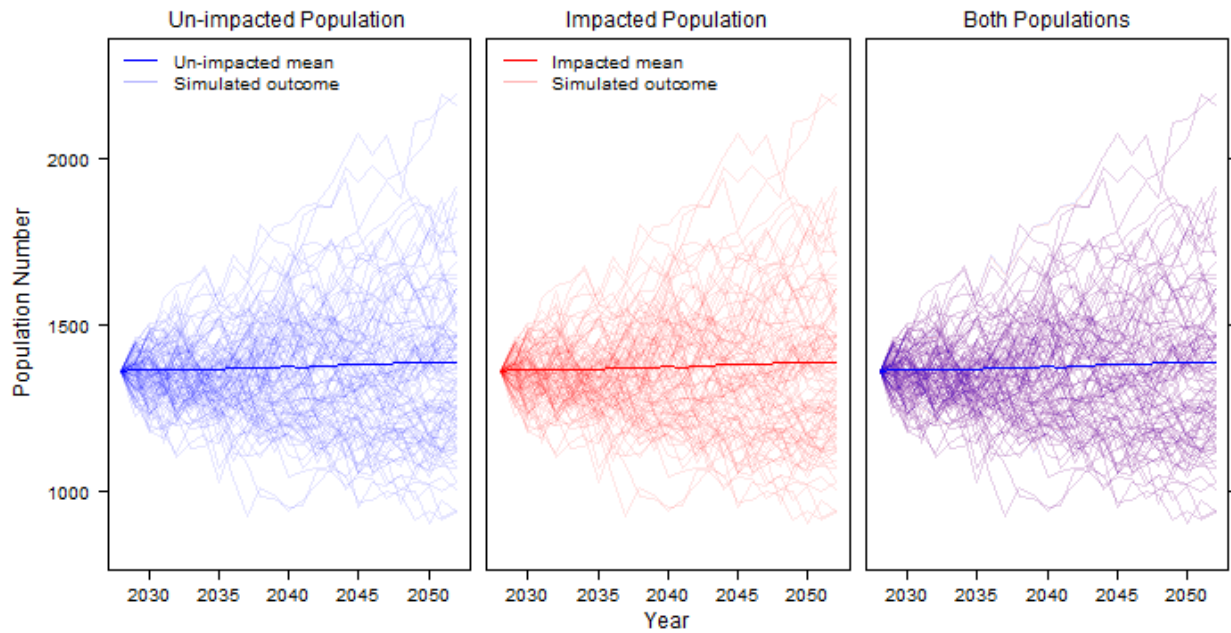 Un-impacted Population
Impacted Population
Both Populations
Un-impacted mean
Simulated outcome
Impacted mean
Simulated outcome
Population Number
2000
1500
1000
2030 2035 2040 2045 2050
2030 2035 2040 2045 2050
2030 2035 2040 2045 2050
Year